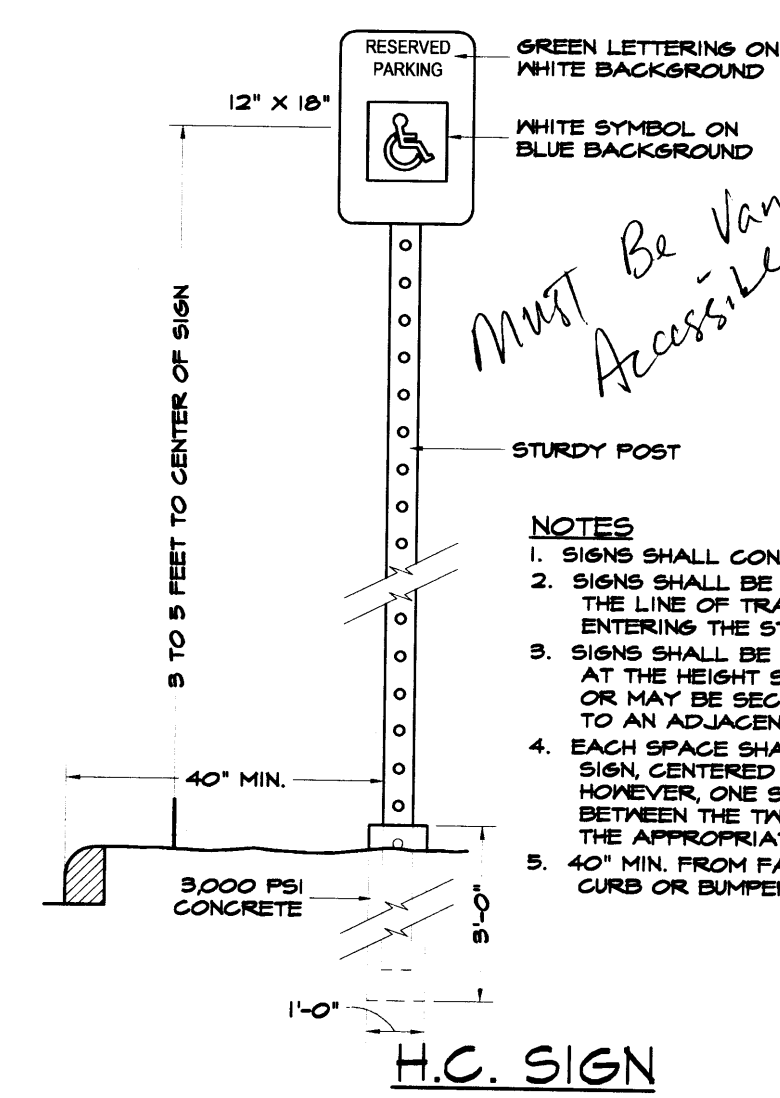 RESERVED
PARKING
GREEN LETTERING ON
WHITE BACKGROUND
12" X 18"
WHITE SYMBOL ON
BLUE BACKGROUND
Must Be Van
Accessible
3 TO 5 FEET TO CENTER OF SIGN
STURDY POST
NOTES
1. SIGNS SHALL CON
2. SIGNS SHALL BE
THE LINE OF TRA
ENTERING THE S
3. SIGNS SHALL BE
AT THE HEIGHT S
OR MAY BE SEC
TO AN ADJACEN
4. EACH SPACE SHA
SIGN, CENTERED
HOWEVER, ONE S
BETWEEN THE TW
THE APPROPRIAT
5. 40" MIN. FROM FA
CURB OR BUMPE
40" MIN.
3,000 PSI
CONCRETE
3'-0"
1'-0"
H.C. SIGN